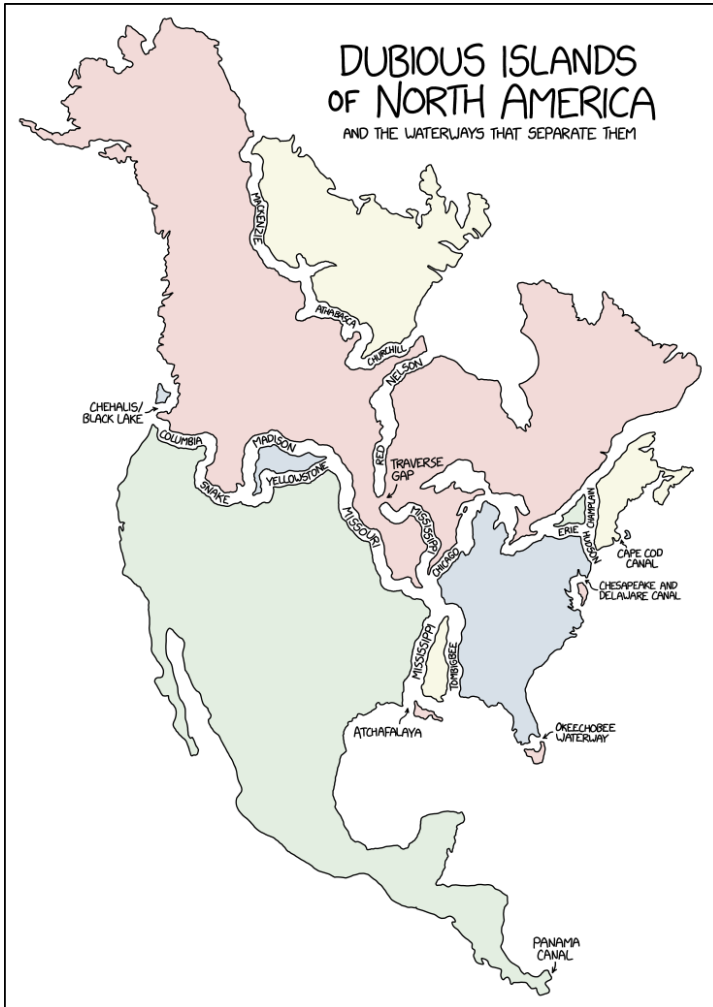 DUBIOUS ISLANDS
OF NORTH AMERICA
AND THE WATERWAYS THAT SEPARATE THEM
MACKENZIE
ATHABASCA
CHURCHILL
NELSON
CHEHALIS/
BLACK LAKE
COLUMBIA
MADISON
RED
TRAVERSE
GAP
SNAKE
YELLOWSTONE
MISSOURI
MISSISSIPPI
CHICAGO
ERIE
CHAMPLAIN
HUDSON
CAPE COD
CANAL
CHESAPEAKE AND
DELAWARE CANAL
MISSISSIPPI
TOMBIGBEE
ATCHAFALAYA
OKEECHOBEE
WATERWAY
PANAMA
CANAL